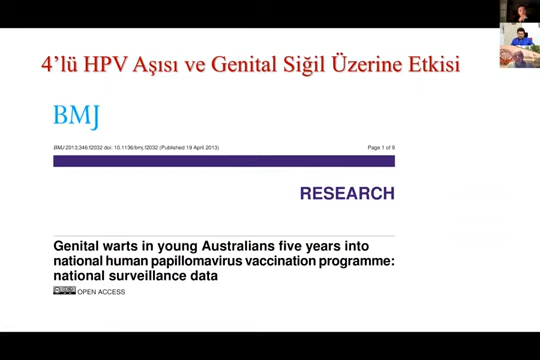 4’lü HPV Aşısı ve Genital Siğil Üzerine Etkisi
BMJ
BMJ 2013;346:f2032 doi: 10.1136/bmj.f2032 (Published 19 April 2013)
Page 1 of 9
RESEARCH
Genital warts in young Australians five years into
national human papillomavirus vaccination programme:
national surveillance data
OPEN ACCESS